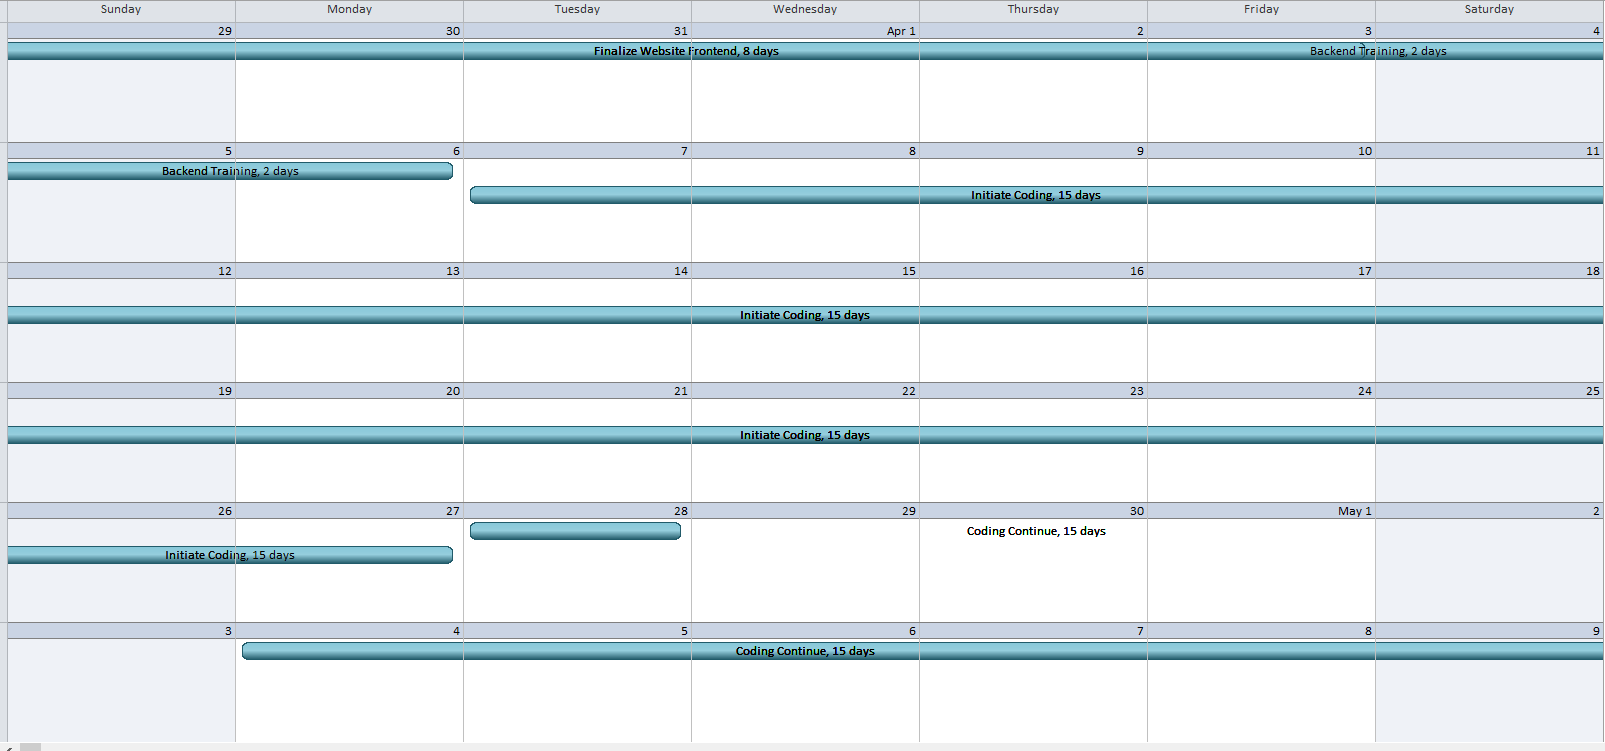 Sunday Monday Tuesday Wednesday Thursday Friday Saturday
29 30 31 Apr 1 2 3 4
Finalize Website Frontend, 8 days Backend Training, 2 days
5 6 7 8 9 10 11
Backend Training, 2 days
Initiate Coding, 15 days
12 13 14 15 16 17 18
Initiate Coding, 15 days
19 20 21 22 23 24 25
Initiate Coding, 15 days
26 27 28 29 30 May 1 2
Coding Continue, 15 days
Initiate Coding, 15 days
3 4 5 6 7 8 9
Coding Continue, 15 days